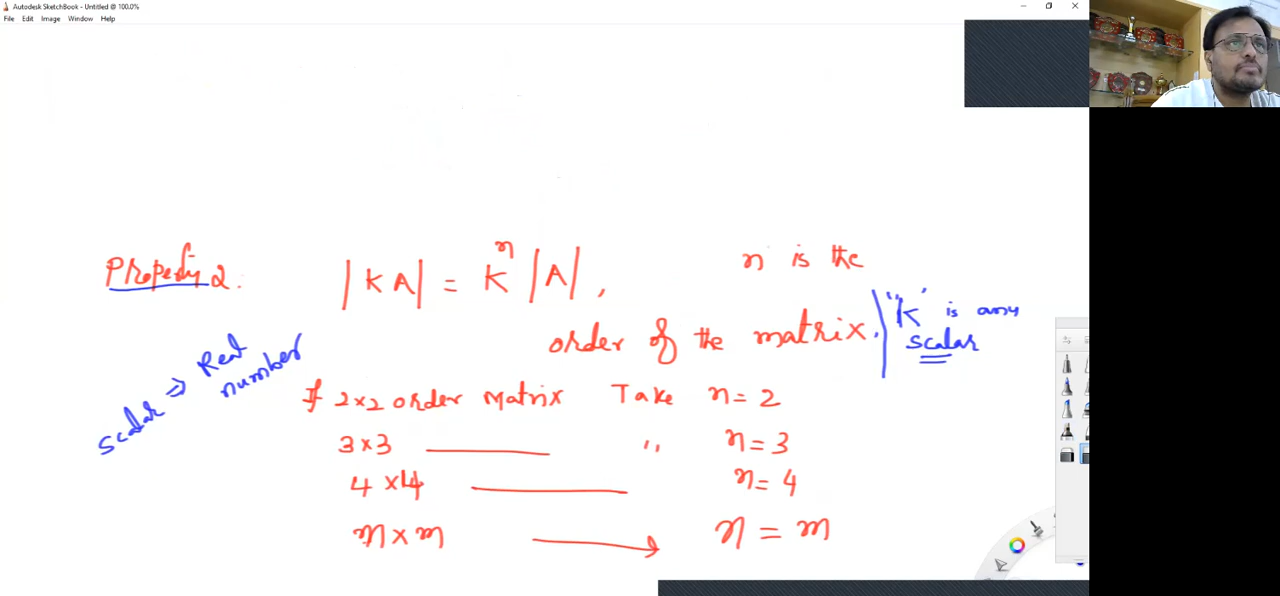 Autodesk SketchBook - Untitled @ 100.0%
File Edit Image Window Help
Property 2: |KA| = Kⁿ |A|, n is the
order of the matrix. "K" is any
scalar
scalar ⇒ Real
number
If 2×2 order Matrix Take n = 2
3×3 ——— " n = 3
4 × 4 ——— n = 4
m × m ——→ n = m